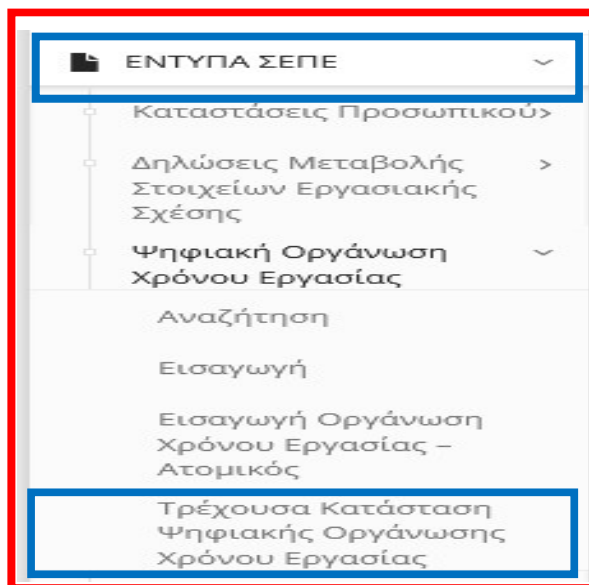 ΕΝΤΥΠΑ ΣΕΠΕ
Καταστάσεις Προσωπικού
Δηλώσεις Μεταβολής
Στοιχείων Εργασιακής
Σχέσης
Ψηφιακή Οργάνωση
Χρόνου Εργασίας
Αναζήτηση
Εισαγωγή
Εισαγωγή Οργάνωση
Χρόνου Εργασίας –
Ατομικός
Τρέχουσα Κατάσταση
Ψηφιακής Οργάνωσης
Χρόνου Εργασίας